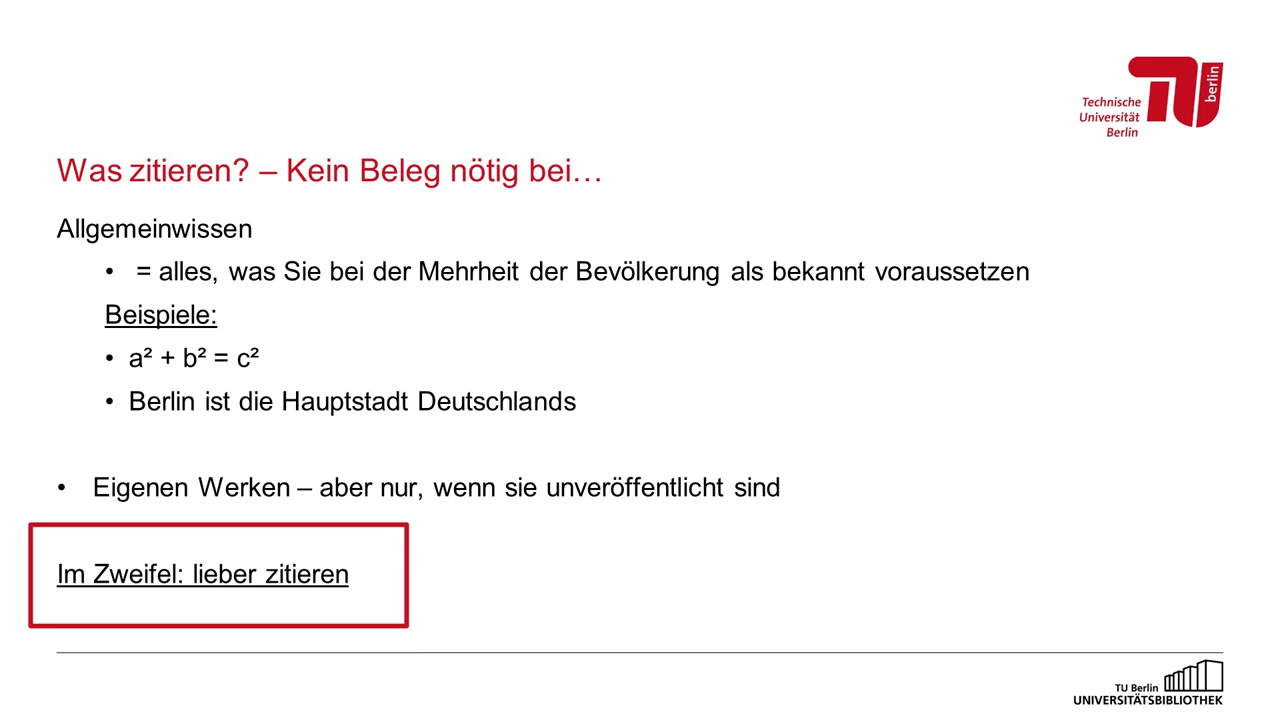 Technische
Universität
Berlin
berlin
Was zitieren? – Kein Beleg nötig bei…
Allgemeinwissen
• = alles, was Sie bei der Mehrheit der Bevölkerung als bekannt voraussetzen
Beispiele:
• a² + b² = c²
• Berlin ist die Hauptstadt Deutschlands
• Eigenen Werken – aber nur, wenn sie unveröffentlicht sind
Im Zweifel: lieber zitieren
TU Berlin
UNIVERSITÄTSBIBLIOTHEK